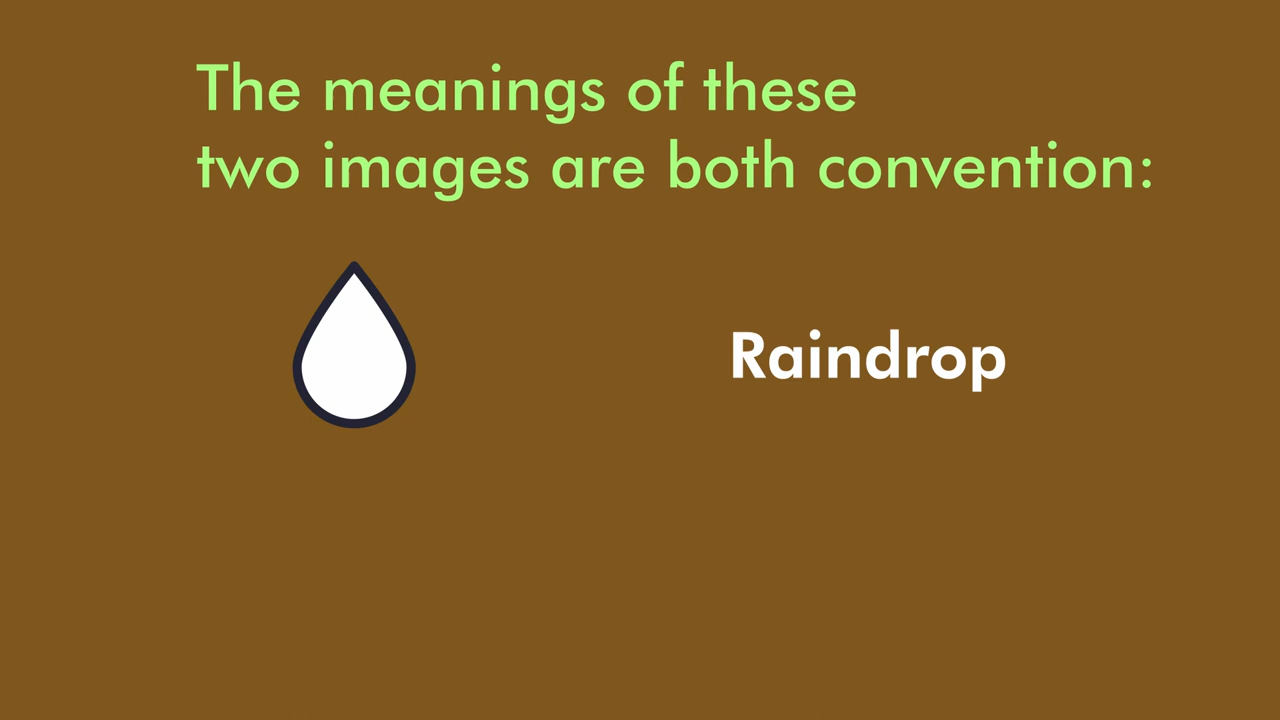 The meanings of these
two images are both convention:
Raindrop